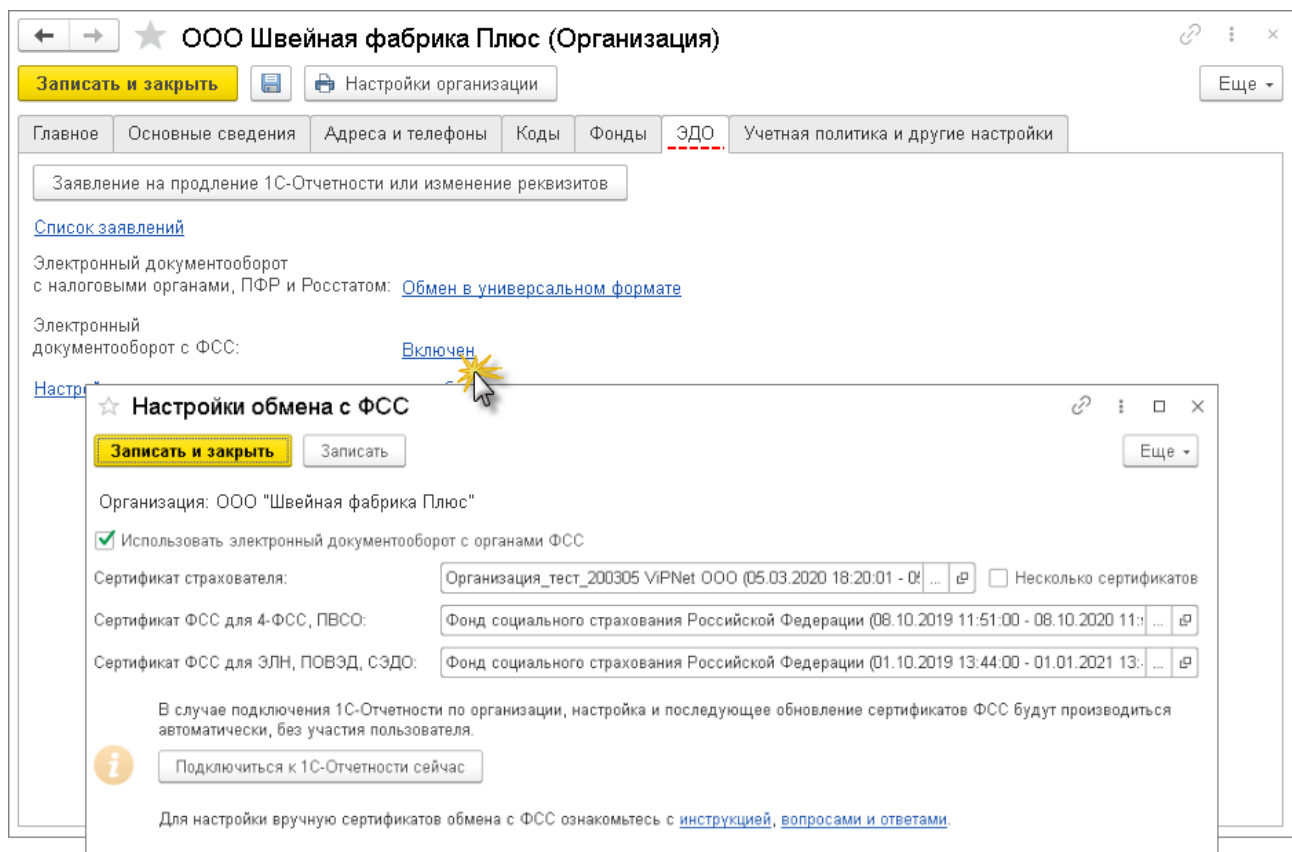 ООО Швейная фабрика Плюс (Организация)
Записать и закрыть Настройки организации Еще
Главное Основные сведения Адреса и телефоны Коды Фонды ЭДО Учетная политика и другие настройки
Заявление на продление 1С-Отчетности или изменение реквизитов
Список заявлений
Электронный документооборот
с налоговыми органами, ПФР и Росстатом: Обмен в универсальном формате
Электронный
документооборот с ФСС: Включен
Настройки обмена с ФСС
Записать и закрыть Записать Еще
Организация: ООО "Швейная фабрика Плюс"
Использовать электронный документооборот с органами ФСС
Сертификат страхователя: Организация_тест_200305 ViPNet ООО (05.03.2020 18:20:01 - ... Несколько сертификатов
Сертификат ФСС для 4-ФСС, ПВСО: Фонд социального страхования Российской Федерации (08.10.2019 11:51:00 - 08.10.2020 11: ...
Сертификат ФСС для ЭЛН, ПОВЭД, СЭДО: Фонд социального страхования Российской Федерации (01.10.2019 13:44:00 - 01.01.2021 13: ...
В случае подключения 1С-Отчетности по организации, настройка и последующее обновление сертификатов ФСС будут производиться
автоматически, без участия пользователя.
Подключиться к 1С-Отчетности сейчас
Для настройки вручную сертификатов обмена с ФСС ознакомьтесь с инструкцией, вопросами и ответами.